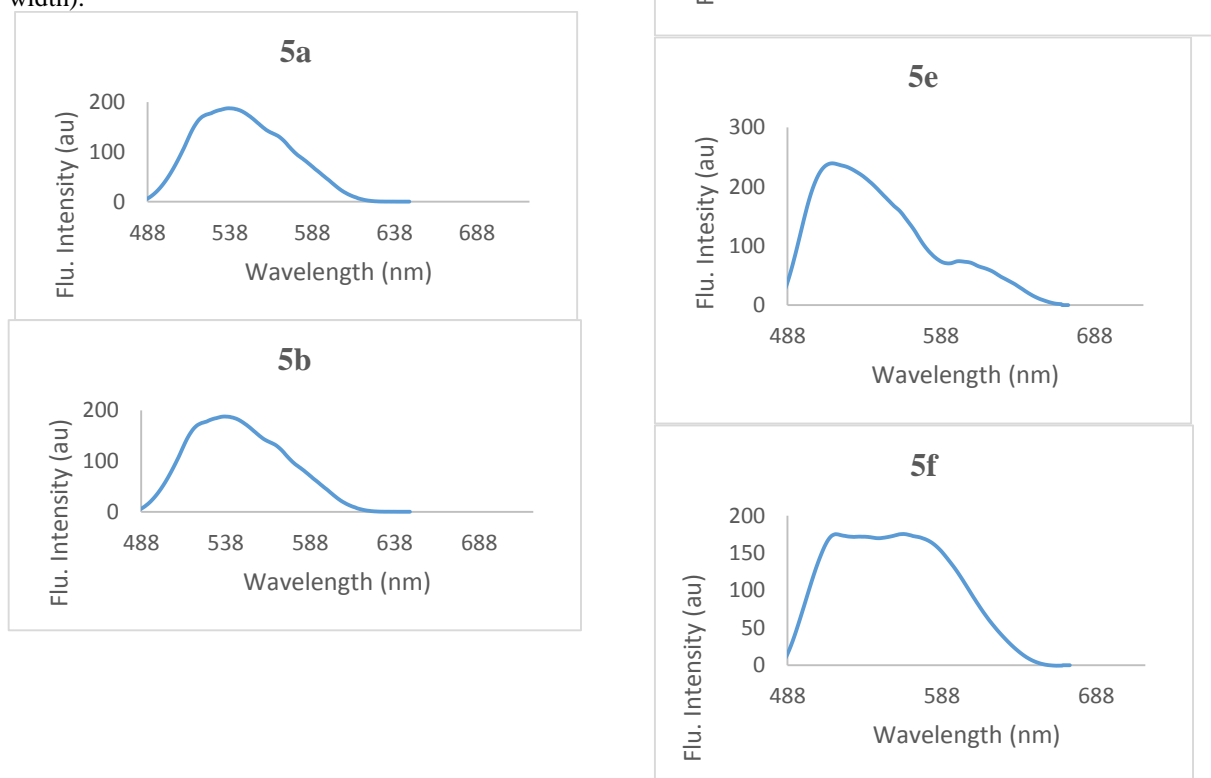 width).
5a
Flu. Intensity (au)
200
100
0
488 538 588 638 688
Wavelength (nm)
5b
Flu. Intensity (au)
200
100
0
488 538 588 638 688
Wavelength (nm)
5e
Flu. Intesity (au)
300
200
100
0
488 588 688
Wavelength (nm)
5f
Flu. Intensity (au)
200
150
100
50
0
488 588 688
Wavelength (nm)